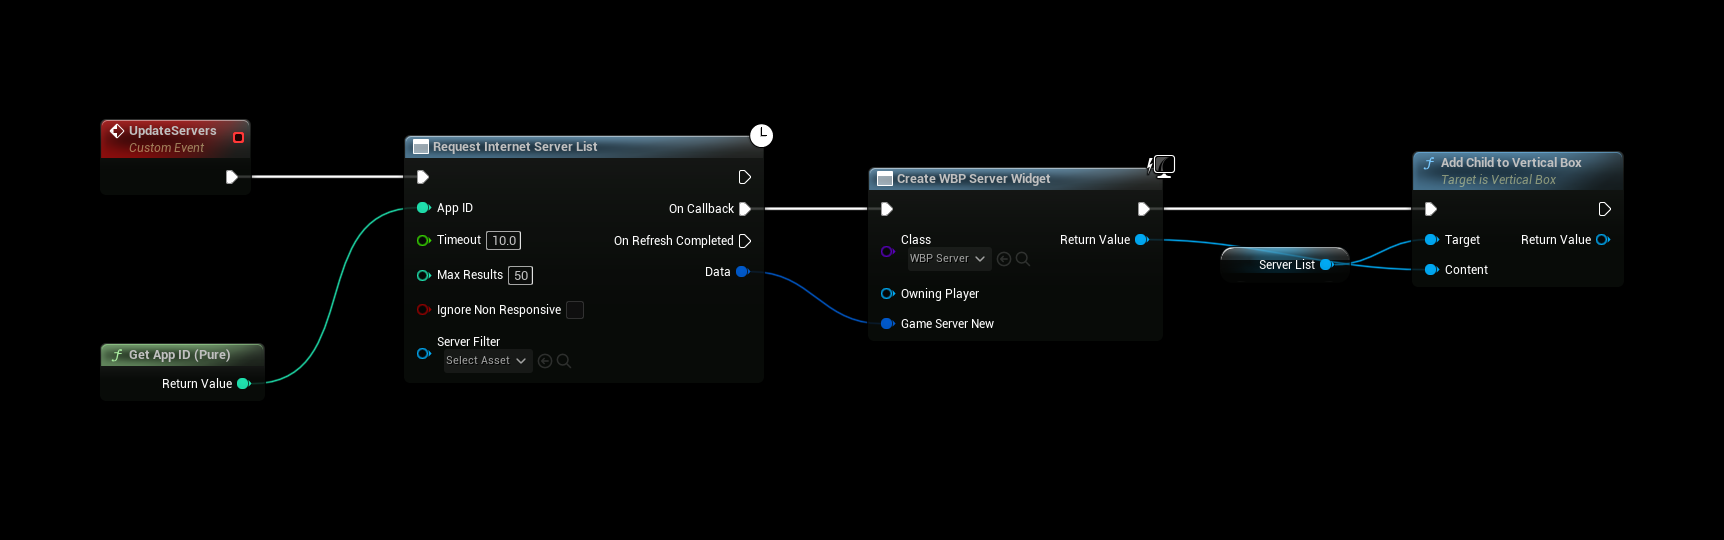 UpdateServers
Custom Event
Get App ID (Pure)
Return Value
Request Internet Server List
App ID
On Callback
Timeout 10.0
On Refresh Completed
Max Results 50
Data
Ignore Non Responsive
Server Filter
Select Asset
Create WBP Server Widget
Class
Return Value
WBP Server
Owning Player
Game Server New
Server List
f Add Child to Vertical Box
Target is Vertical Box
Target
Return Value
Content